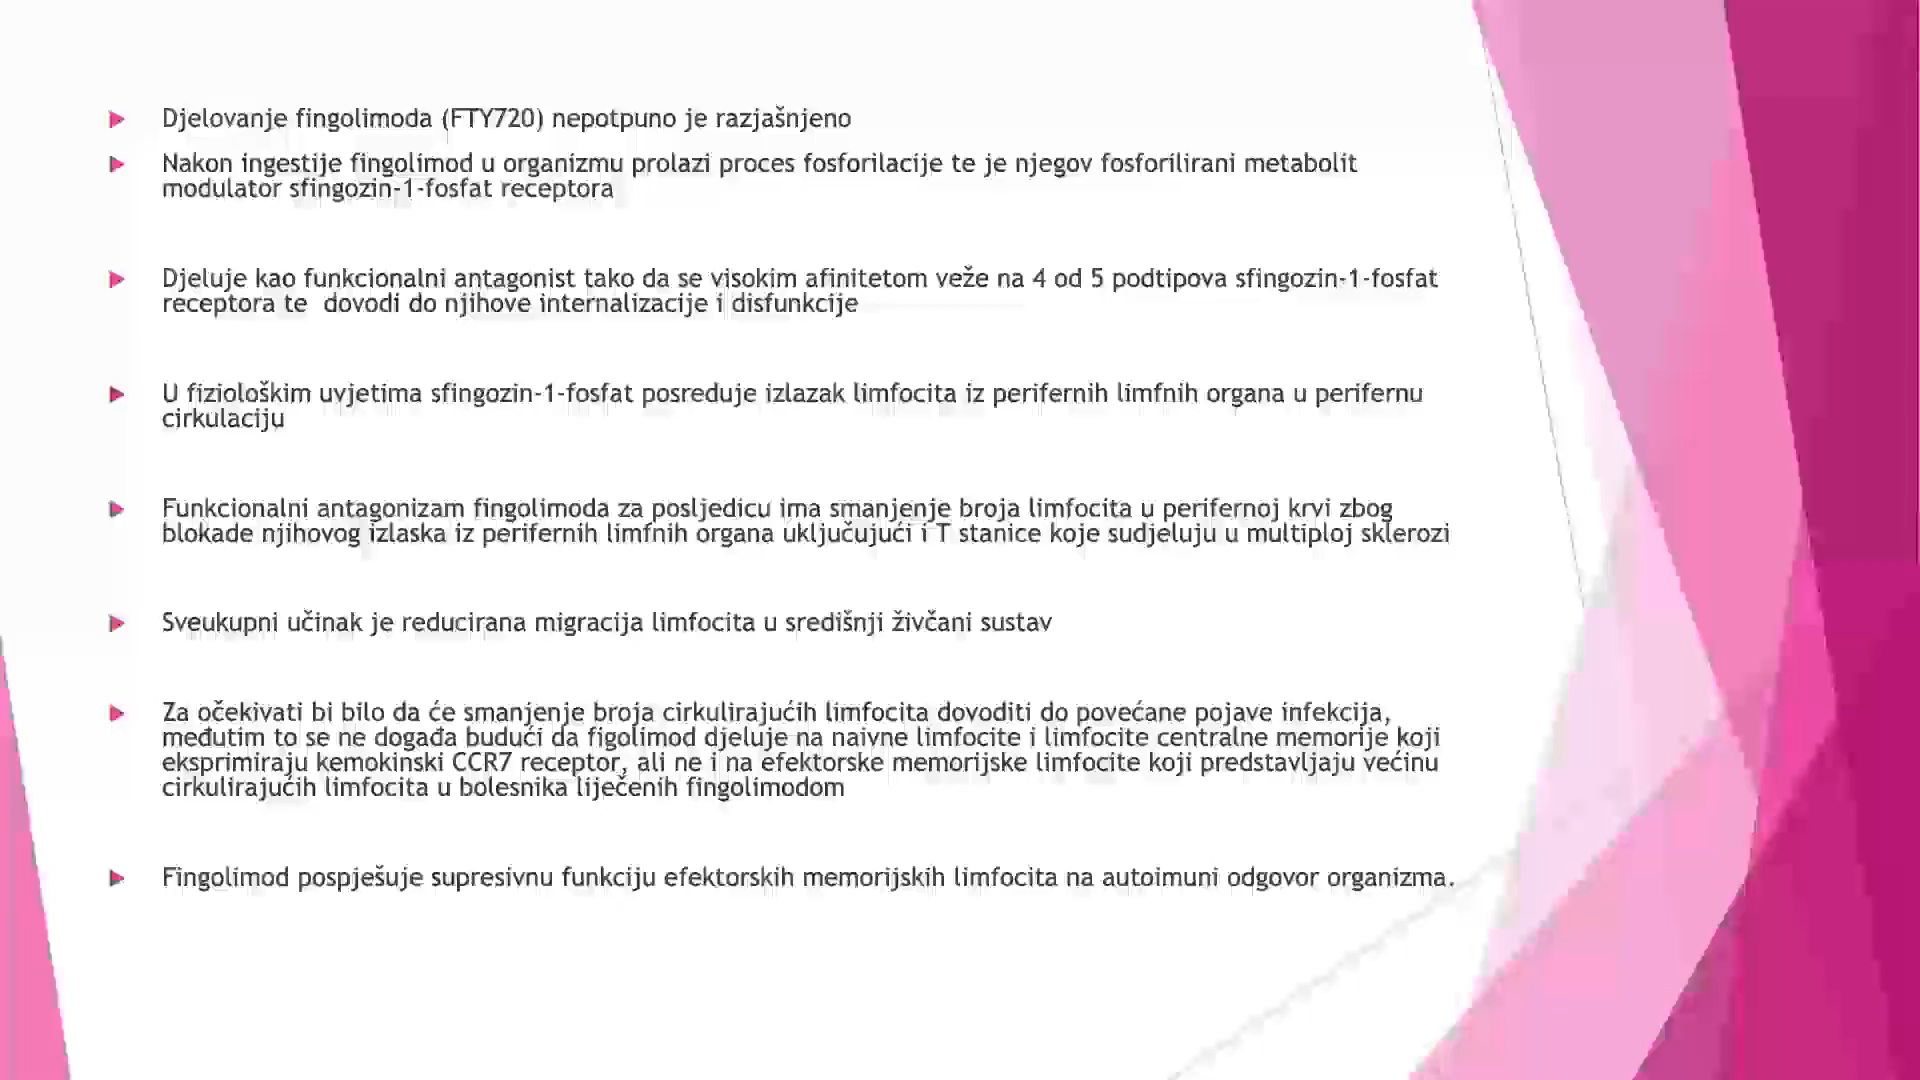 Djelovanje fingolimoda (FTY720) nepotpuno je razjašnjeno
Nakon ingestije fingolimod u organizmu prolazi proces fosforilacije te je njegov fosforilirani metabolit
modulator sfingozin-1-fosfat receptora
Djeluje kao funkcionalni antagonist tako da se visokim afinitetom veže na 4 od 5 podtipova sfingozin-1-fosfat
receptora te  dovodi do njihove internalizacije i disfunkcije
U fiziološkim uvjetima sfingozin-1-fosfat posreduje izlazak limfocita iz perifernih limfnih organa u perifernu
cirkulaciju
Funkcionalni antagonizam fingolimoda za posljedicu ima smanjenje broja limfocita u perifernoj krvi zbog
blokade njihovog izlaska iz perifernih limfnih organa uključujući i T stanice koje sudjeluju u multiploj sklerozi
Sveukupni učinak je reducirana migracija limfocita u središnji živčani sustav
Za očekivati bi bilo da će smanjenje broja cirkulirajućih limfocita dovoditi do povećane pojave infekcija,
međutim to se ne događa budući da figolimod djeluje na naivne limfocite i limfocite centralne memorije koji
eksprimiraju kemokinski CCR7 receptor, ali ne i na efektorske memorijske limfocite koji predstavljaju većinu
cirkulirajućih limfocita u bolesnika liječenih fingolimodom
Fingolimod pospješuje supresivnu funkciju efektorskih memorijskih limfocita na autoimuni odgovor organizma.